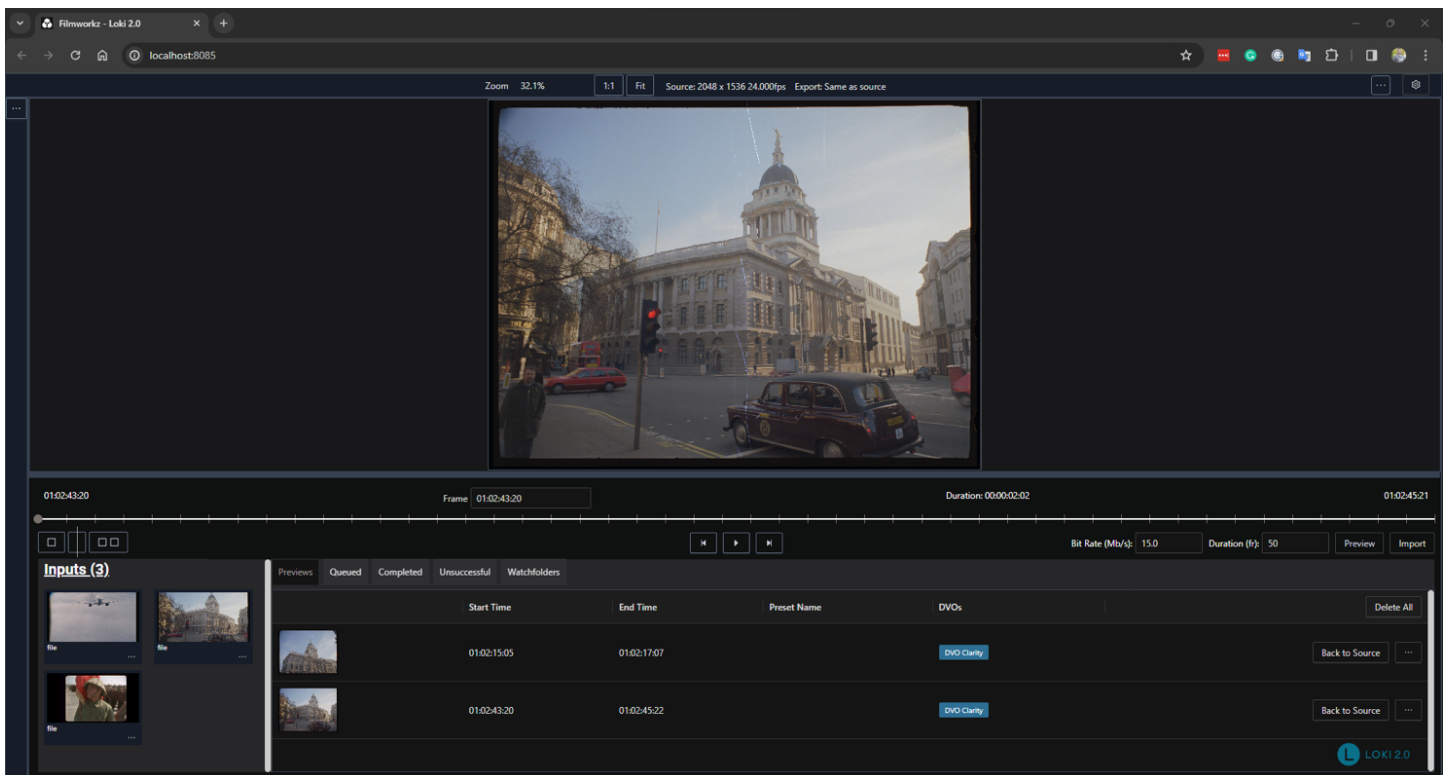 Filmworkz - Loki 2.0
localhost:8085
Zoom 32.1% 1:1 Fit Source: 2048 x 1536 24.000fps Export: Same as source
01:02:43:20 Frame 01:02:43:20 Duration: 00:00:02:02 01:02:45:21
Bit Rate (Mb/s): 15.0 Duration (fr): 50 Preview Import
Inputs (3)
file
file
file
Previews Queued Completed Unsuccessful Watchfolders
Start Time End Time Preset Name DVOs Delete All
01:02:15:05 01:02:17:07 DVO Clarity Back to Source
01:02:43:20 01:02:45:22 DVO Clarity Back to Source
L LOKI 2.0